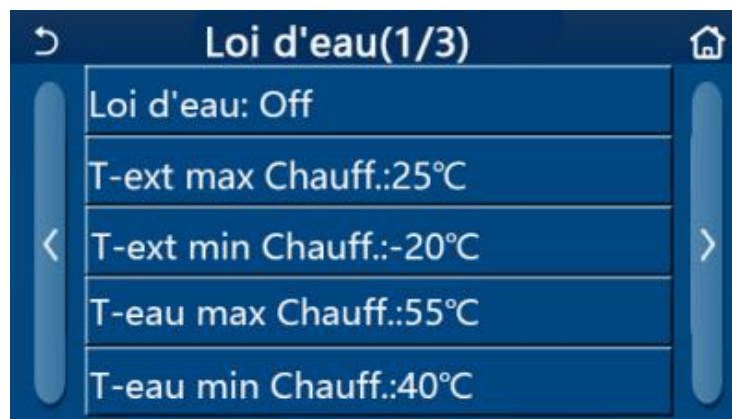 Loi d'eau(1/3)
Loi d'eau: Off
T-ext max Chauff.:25℃
T-ext min Chauff.:-20℃
T-eau max Chauff.:55℃
T-eau min Chauff.:40℃